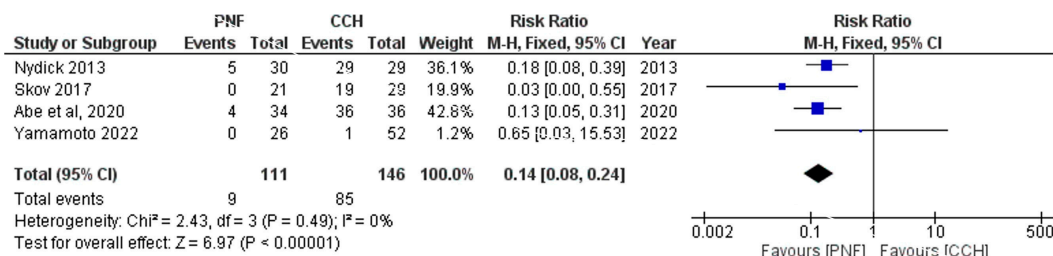 PNF CCH Risk Ratio Risk Ratio
Study or Subgroup Events Total Events Total Weight M-H, Fixed, 95% CI Year M-H, Fixed, 95% CI
Nydick 2013 5 30 29 29 36.1% 0.18 [0.08, 0.39] 2013
Skov 2017 0 21 19 29 19.9% 0.03 [0.00, 0.55] 2017
Abe et al, 2020 4 34 36 36 42.8% 0.13 [0.05, 0.31] 2020
Yamamoto 2022 0 26 1 52 1.2% 0.65 [0.03, 15.53] 2022
Total (95% CI) 111 146 100.0% 0.14 [0.08, 0.24]
Total events 9 85
Heterogeneity: Chi² = 2.43, df = 3 (P = 0.49); I² = 0%
Test for overall effect: Z = 6.97 (P < 0.00001)
0.002 0.1 1 10 500
Favours [PNF] Favours [CCH]